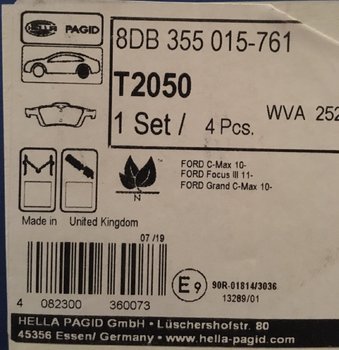 PAGID
8DB 355 015-761
T2050
WVA 252
1 Set / 4 Pcs.
FORD C-Max 10-
FORD Focus III 11-
FORD Grand C-Max 10-
N
Made in United Kingdom
07 /19
E9
90R-01814/3036
13289/01
4 082300 360073
HELLA PAGID GmbH • Lüschershofstr. 80
45356 Essen/ Germany • www.hella-pagid.com